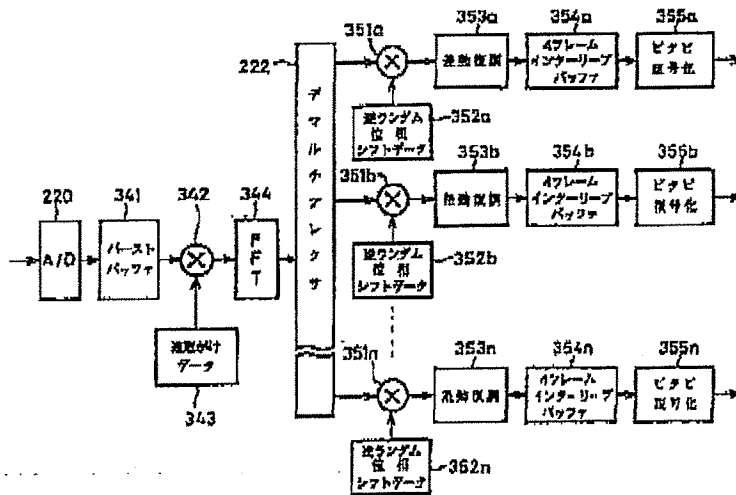 351a
353a
354a
355a
222
デマルチプレクサ
差動復調
4フレーム
インターリーブ
バッファ
ビタビ
復号化
逆ランダム
位相
シフトデータ
352a
351b
353b
354b
355b
220
341
342
344
A/D
バースト
バッファ
FFT
差動復調
4フレーム
インターリーブ
バッファ
ビタビ
復号化
逆ランダム
位相
シフトデータ
352b
データ
343
351n
353n
354n
355n
差動復調
4フレーム
インターリーブ
バッファ
ビタビ
復号化
逆ランダム
位相
シフトデータ
352n